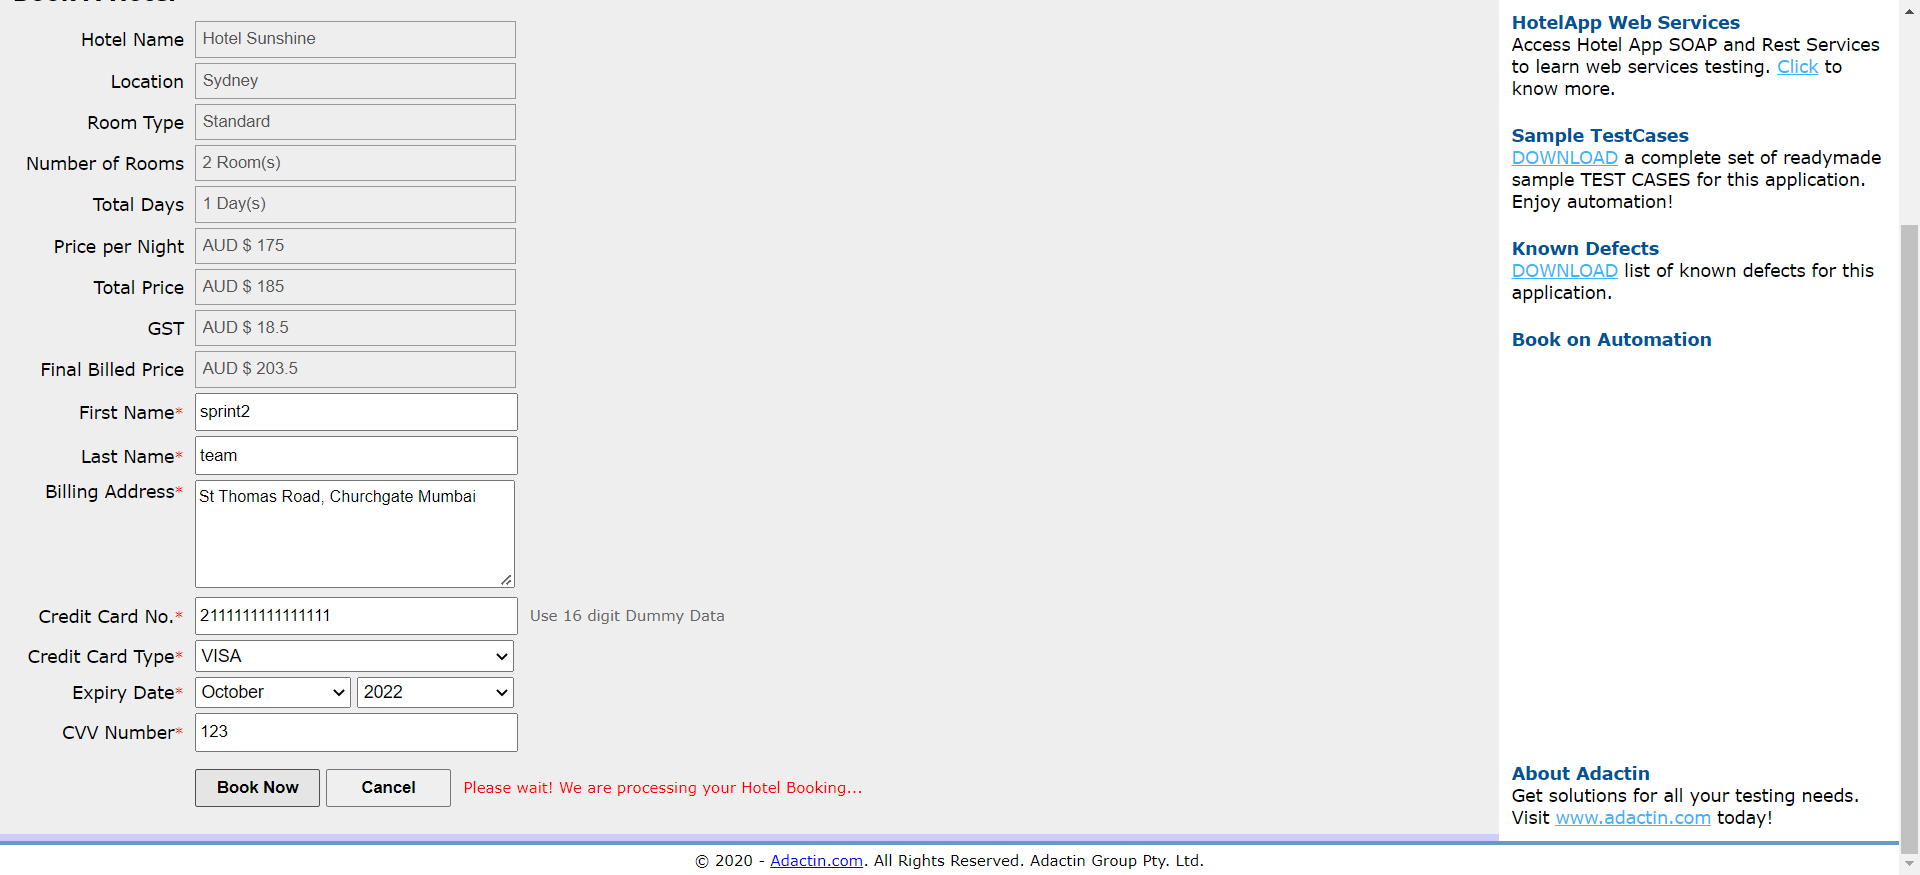 Hotel Name Hotel Sunshine
Location Sydney
Room Type Standard
Number of Rooms 2 Room(s)
Total Days 1 Day(s)
Price per Night AUD $ 175
Total Price AUD $ 185
GST AUD $ 18.5
Final Billed Price AUD $ 203.5
First Name* sprint2
Last Name* team
Billing Address* St Thomas Road, Churchgate Mumbai
Credit Card No.* 2111111111111111 Use 16 digit Dummy Data
Credit Card Type* VISA
Expiry Date* October 2022
CVV Number* 123
Book Now Cancel Please wait! We are processing your Hotel Booking...
HotelApp Web Services
Access Hotel App SOAP and Rest Services
to learn web services testing. Click to
know more.
Sample TestCases
DOWNLOAD a complete set of readymade
sample TEST CASES for this application.
Enjoy automation!
Known Defects
DOWNLOAD list of known defects for this
application.
Book on Automation
About Adactin
Get solutions for all your testing needs.
Visit www.adactin.com today!
© 2020 - Adactin.com. All Rights Reserved. Adactin Group Pty. Ltd.